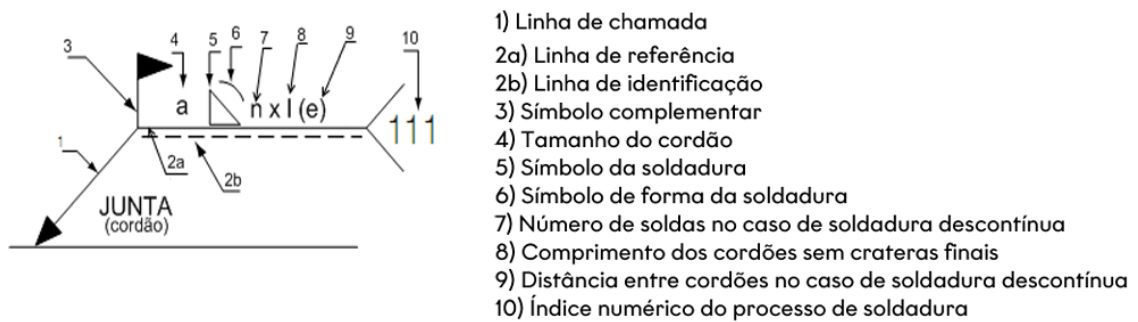 1) Linha de chamada
3 4 5 6 7 8 9 10
2a) Linha de referência
2b) Linha de identificação
3) Símbolo complementar
a n x l (e) 111
4) Tamanho do cordão
1 2a 2b
5) Símbolo da soldadura
6) Símbolo de forma da soldadura
JUNTA
(cordão)
7) Número de soldas no caso de soldadura descontínua
8) Comprimento dos cordões sem crateras finais
9) Distância entre cordões no caso de soldadura descontínua
10) Índice numérico do processo de soldadura